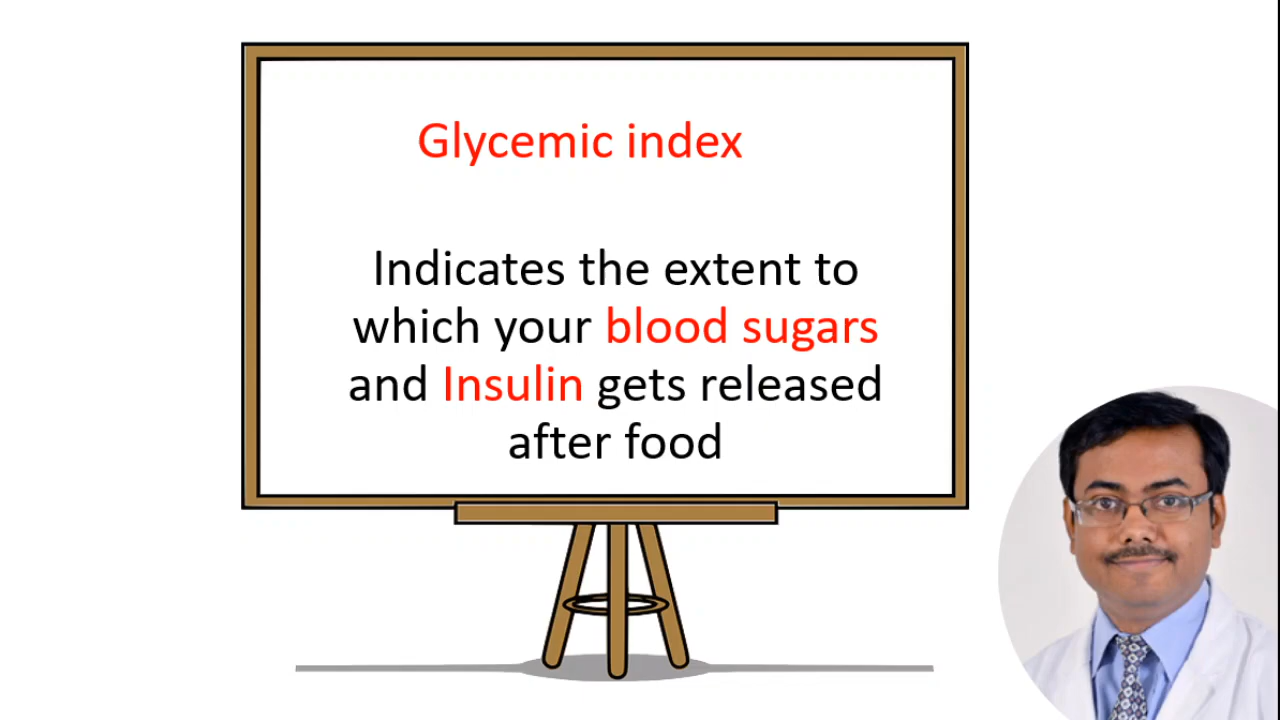 Glycemic index
Indicates the extent to
which your blood sugars
and Insulin gets released
after food